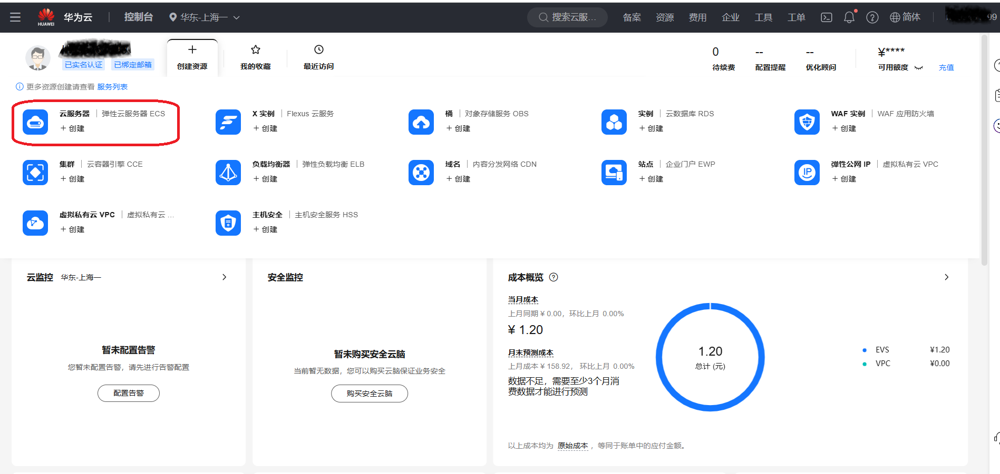 HUAWEI 华为云 控制台 华东-上海一 搜索云服... 备案 资源 费用 企业 工具 工单 简体 99
已实名认证 已绑定邮箱
创建资源 我的收藏 最近访问
0 待续费
-- 配置提醒
-- 优化顾问
¥**** 可用额度 充值
更多资源创建请查看 服务列表
云服务器 弹性云服务器 ECS
+ 创建
X 实例 Flexus 云服务
+ 创建
桶 对象存储服务 OBS
+ 创建
实例 云数据库 RDS
+ 创建
WAF 实例 WAF 应用防火墙
+ 创建
集群 云容器引擎 CCE
+ 创建
负载均衡器 弹性负载均衡 ELB
+ 创建
域名 内容分发网络 CDN
+ 创建
站点 企业门户 EWP
+ 创建
IP
弹性公网 IP 虚拟私有云 VPC
+ 创建
虚拟私有云 VPC 虚拟私有云 ...
+ 创建
主机安全 主机安全服务 HSS
+ 创建
云监控 华东-上海一
暂未配置告警
您暂未配置告警，请先进行告警配置
配置告警
安全监控
暂未购买安全云脑
当前暂无数据，您可以购买云脑保证业务安全
购买安全云脑
成本概览
当月成本
上月同期 ¥ 0.00，环比上月 0.00%
¥ 1.20
月末预测成本
上月成本 ¥ 158.92， 环比上月 0.00%
数据不足，需要至少3个月消
费数据才能进行预测
1.20
总计 (元)
EVS ¥1.20
VPC ¥0.00
以上成本均为 原始成本 ，等同于账单中的应付金额。